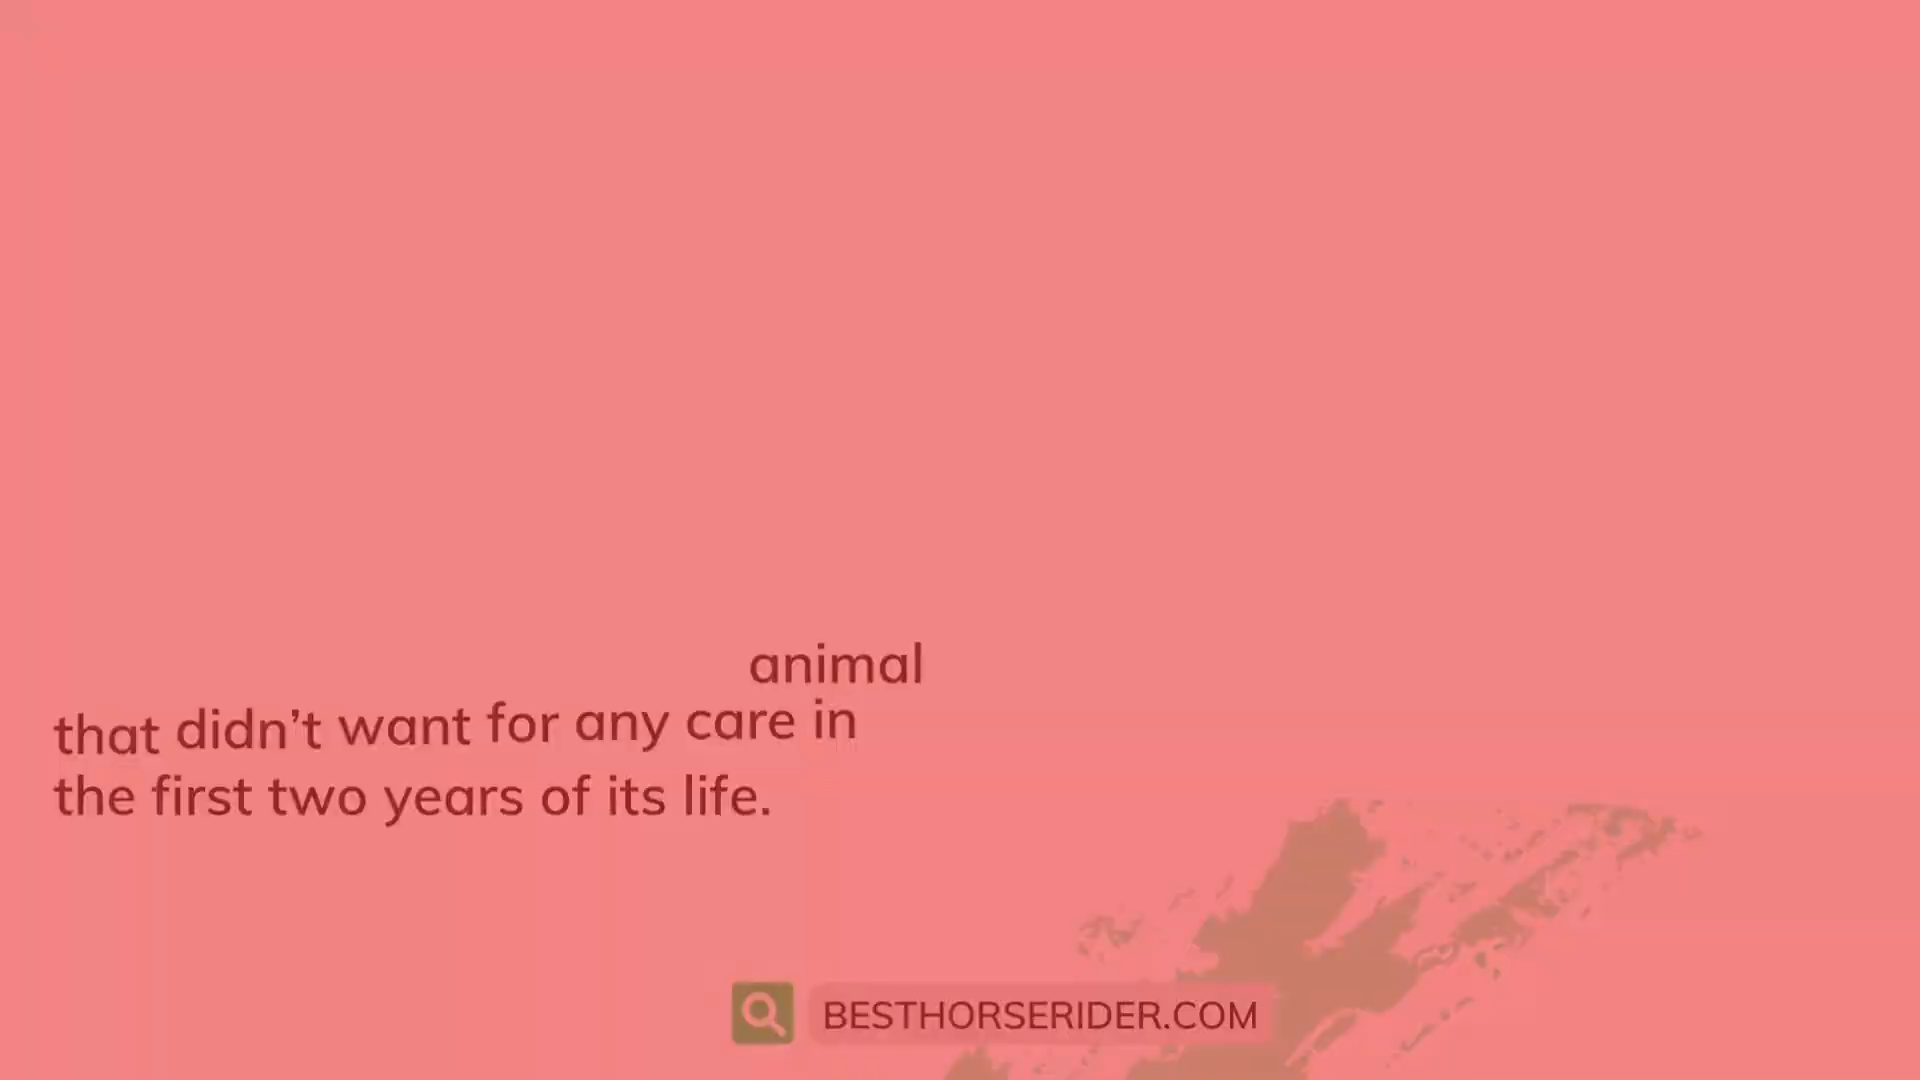 animal
that didn’t want for any care in
the first two years of its life.
BESTHORSERIDER.COM